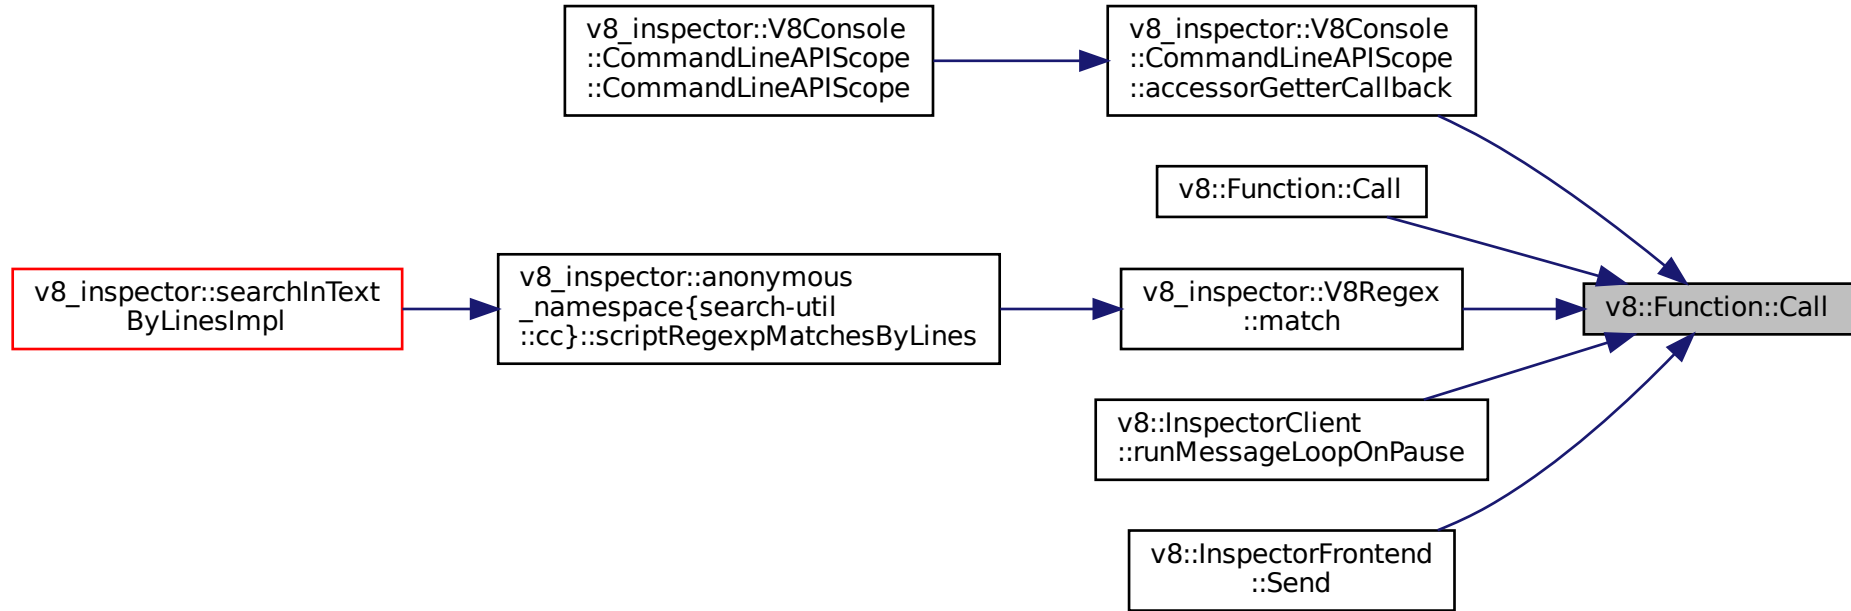 v8_inspector::V8Console
::CommandLineAPIScope
::CommandLineAPIScope
v8_inspector::V8Console
::CommandLineAPIScope
::accessorGetterCallback
v8::Function::Call
v8_inspector::searchInText
ByLinesImpl
v8_inspector::anonymous
_namespace{search-util
::cc}::scriptRegexpMatchesByLines
v8_inspector::V8Regex
::match
v8::Function::Call
v8::InspectorClient
::runMessageLoopOnPause
v8::InspectorFrontend
::Send